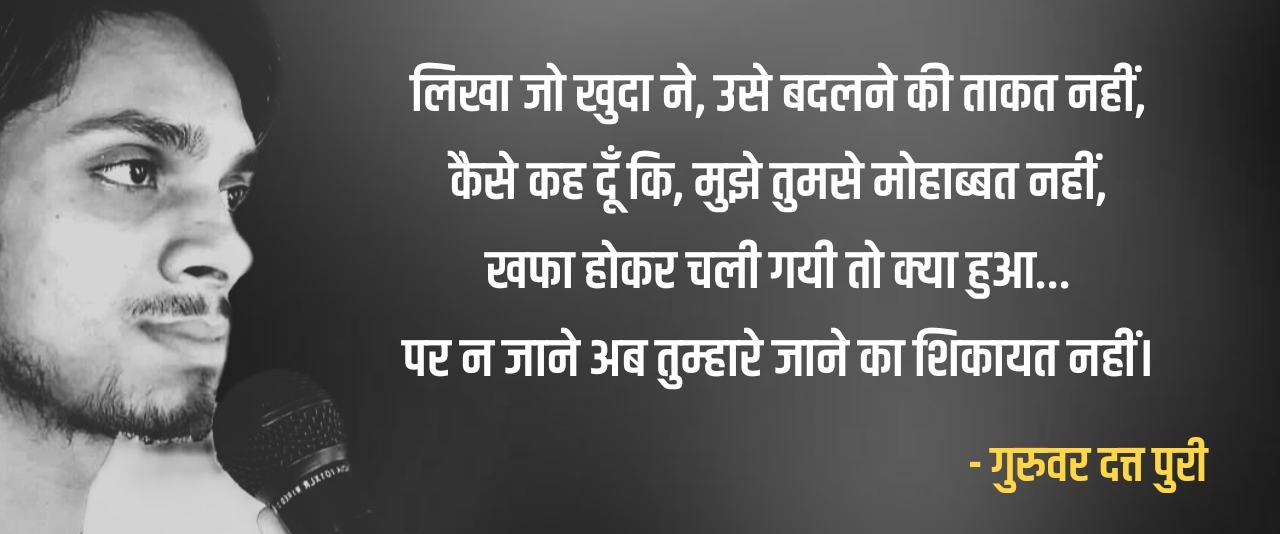 लिखा जो खुदा ने, उसे बदलने की ताकत नहीं,
कैसे कह दूँ कि, मुझे तुमसे मोहाब्बत नहीं,
खफा होकर चली गयी तो क्या हुआ...
पर न जाने अब तुम्हारे जाने का शिकायत नहीं।
- गुरुवर दत्त पुरी